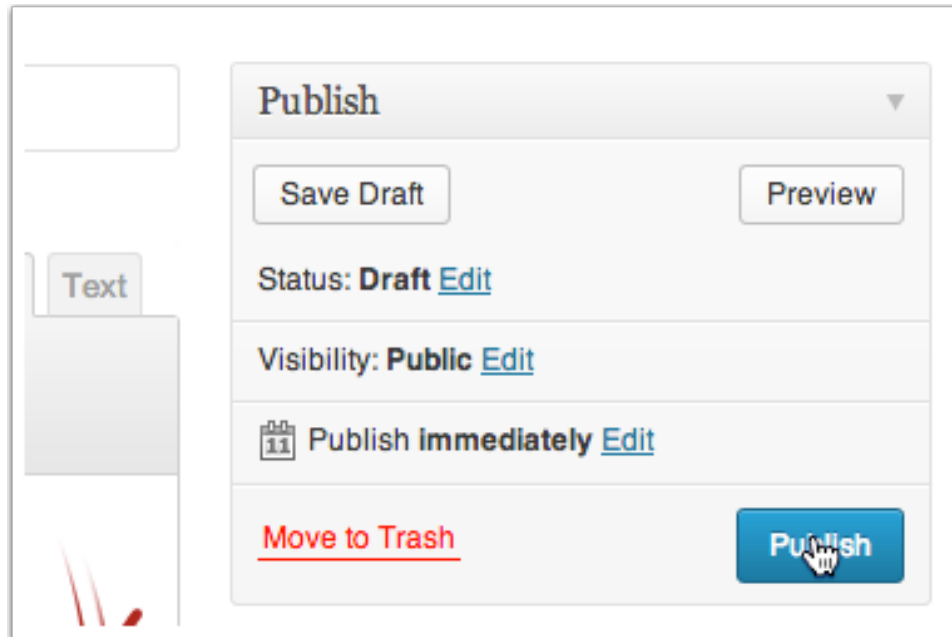 Publish
Save Draft Preview
Text
Status: Draft Edit
Visibility: Public Edit
11 Publish immediately Edit
Move to Trash Publish